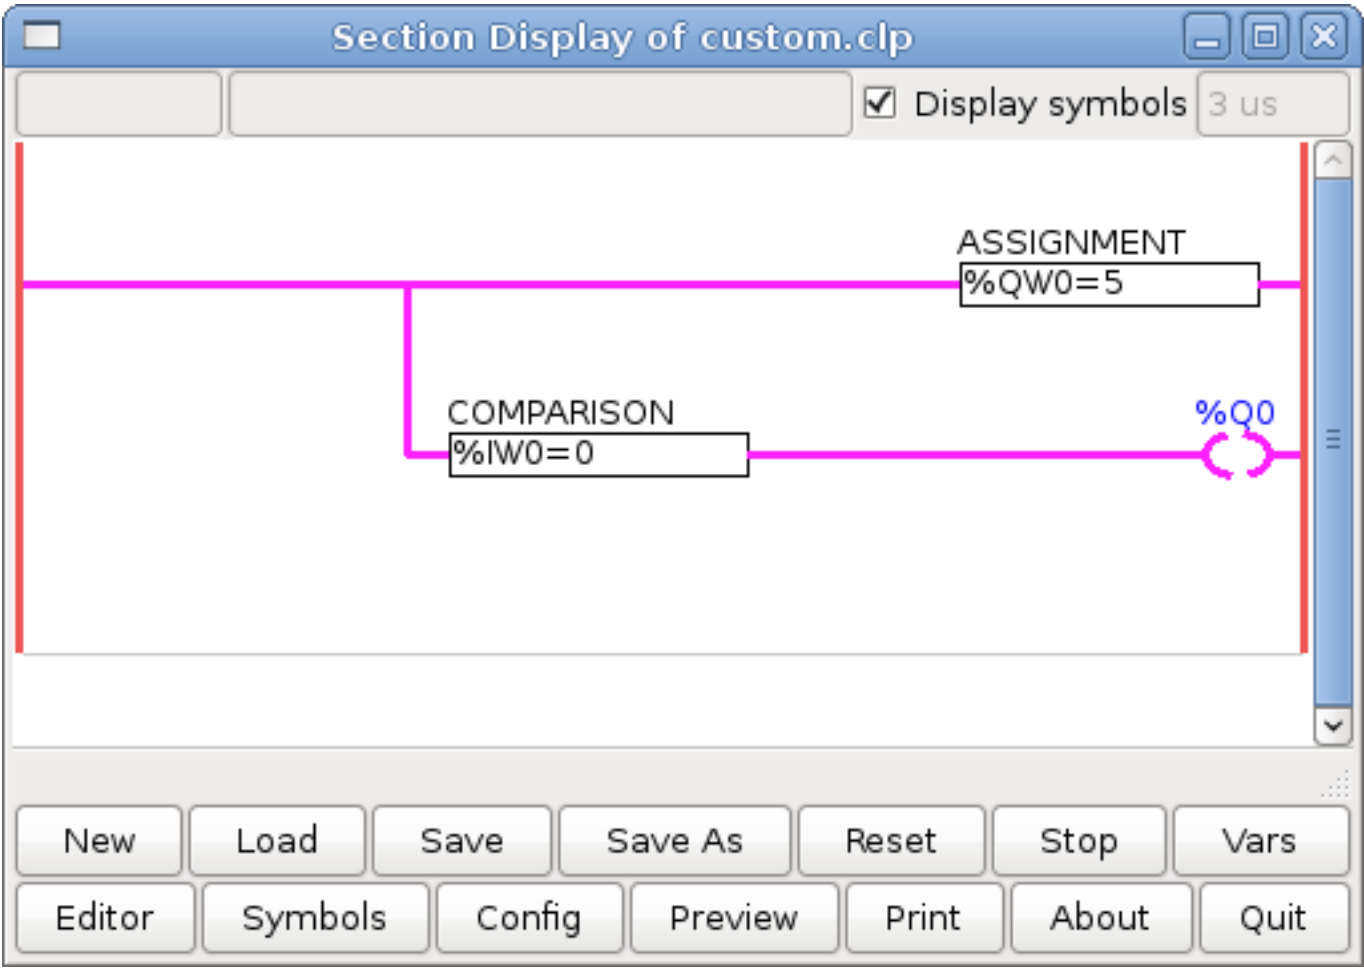 Section Display of custom.clp
Display symbols 3 us
ASSIGNMENT
%QW0=5
COMPARISON %Q0
%IW0=0
New Load Save Save As Reset Stop Vars
Editor Symbols Config Preview Print About Quit